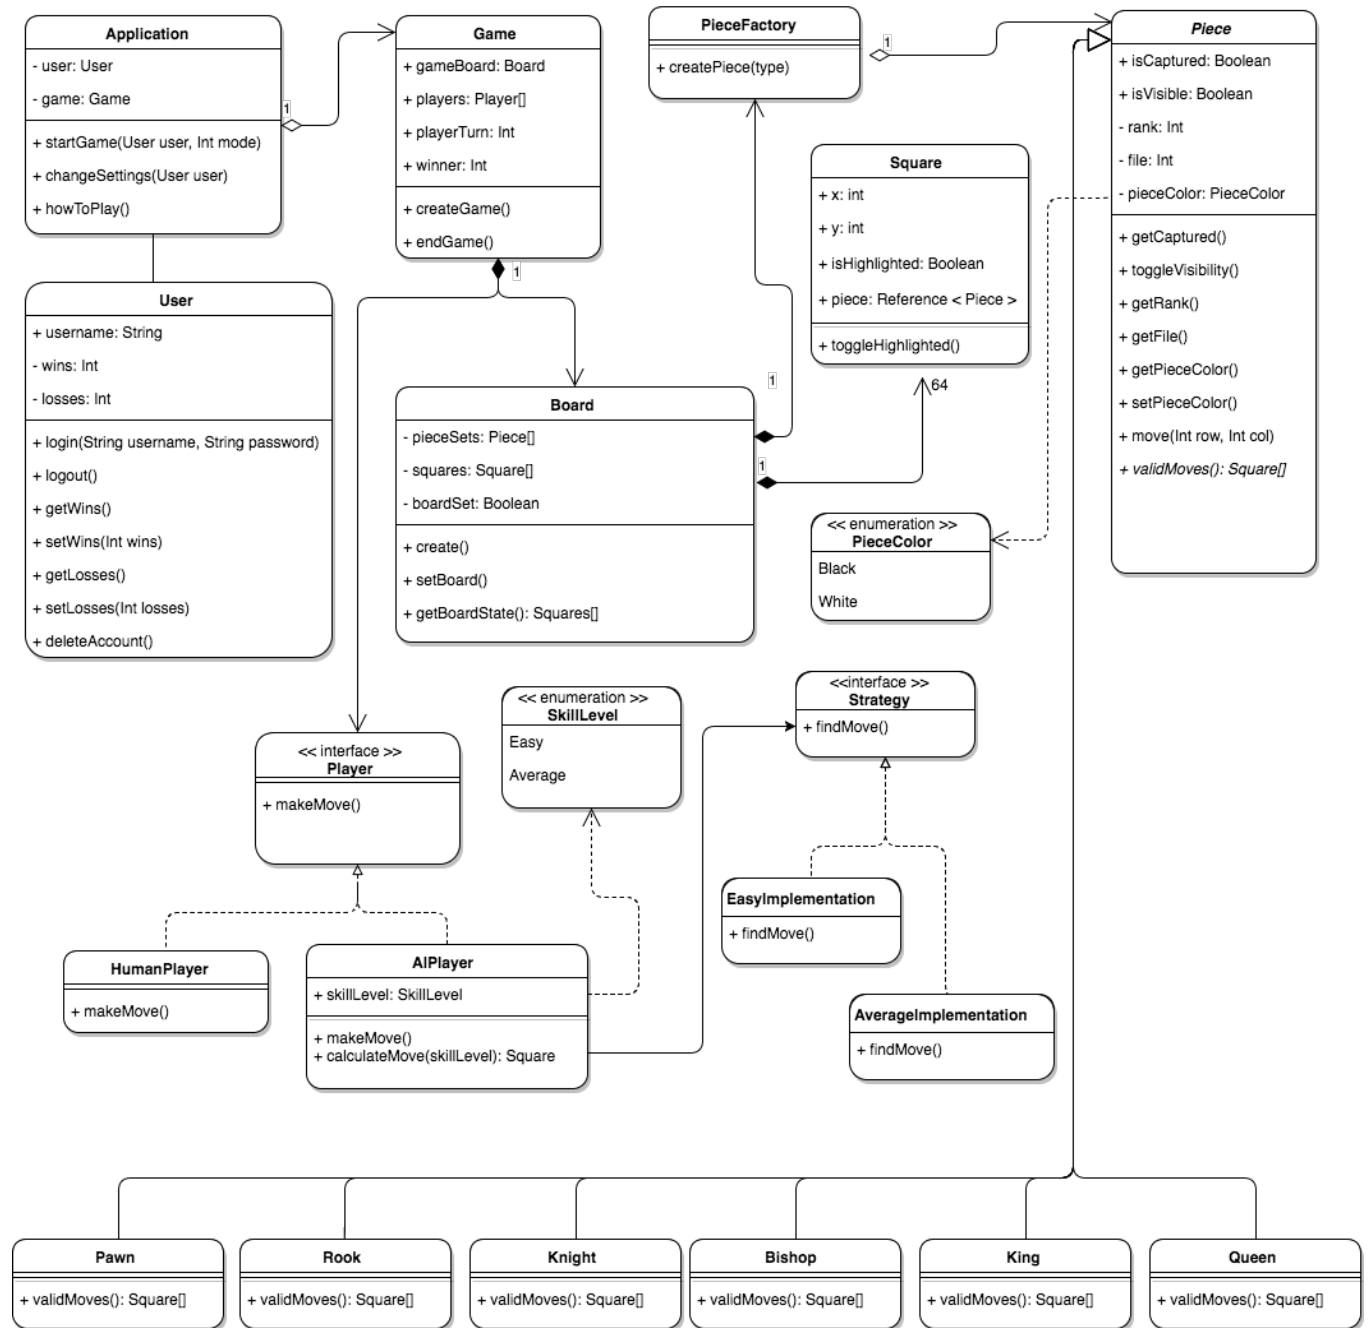 Application
- user: User
- game: Game
+ startGame(User user, Int mode)
+ changeSettings(User user)
+ howToPlay()
1
Game
+ gameBoard: Board
+ players: Player[]
+ playerTurn: Int
+ winner: Int
+ createGame()
+ endGame()
1
PieceFactory
+ createPiece(type)
1
Piece
+ isCaptured: Boolean
+ isVisible: Boolean
- rank: Int
- file: Int
- pieceColor: PieceColor
+ getCaptured()
+ toggleVisibility()
+ getRank()
+ getFile()
+ getPieceColor()
+ setPieceColor()
+ move(Int row, Int col)
+ validMoves(): Square[]
Square
+ x: int
+ y: int
+ isHighlighted: Boolean
+ piece: Reference < Piece >
+ toggleHighlighted()
64
User
+ username: String
- wins: Int
- losses: Int
+ login(String username, String password)
+ logout()
+ getWins()
+ setWins(Int wins)
+ getLosses()
+ setLosses(Int losses)
+ deleteAccount()
Board
- pieceSets: Piece[]
- squares: Square[]
- boardSet: Boolean
+ create()
+ setBoard()
+ getBoardState(): Squares[]
1
1
<< enumeration >>
PieceColor
Black
White
<< interface >>
Player
+ makeMove()
<< enumeration >>
SkillLevel
Easy
Average
<<interface >>
Strategy
+ findMove()
HumanPlayer
+ makeMove()
AIPlayer
+ skillLevel: SkillLevel
+ makeMove()
+ calculateMove(skillLevel): Square
EasyImplementation
+ findMove()
AverageImplementation
+ findMove()
Pawn
+ validMoves(): Square[]
Rook
+ validMoves(): Square[]
Knight
+ validMoves(): Square[]
Bishop
+ validMoves(): Square[]
King
+ validMoves(): Square[]
Queen
+ validMoves(): Square[]